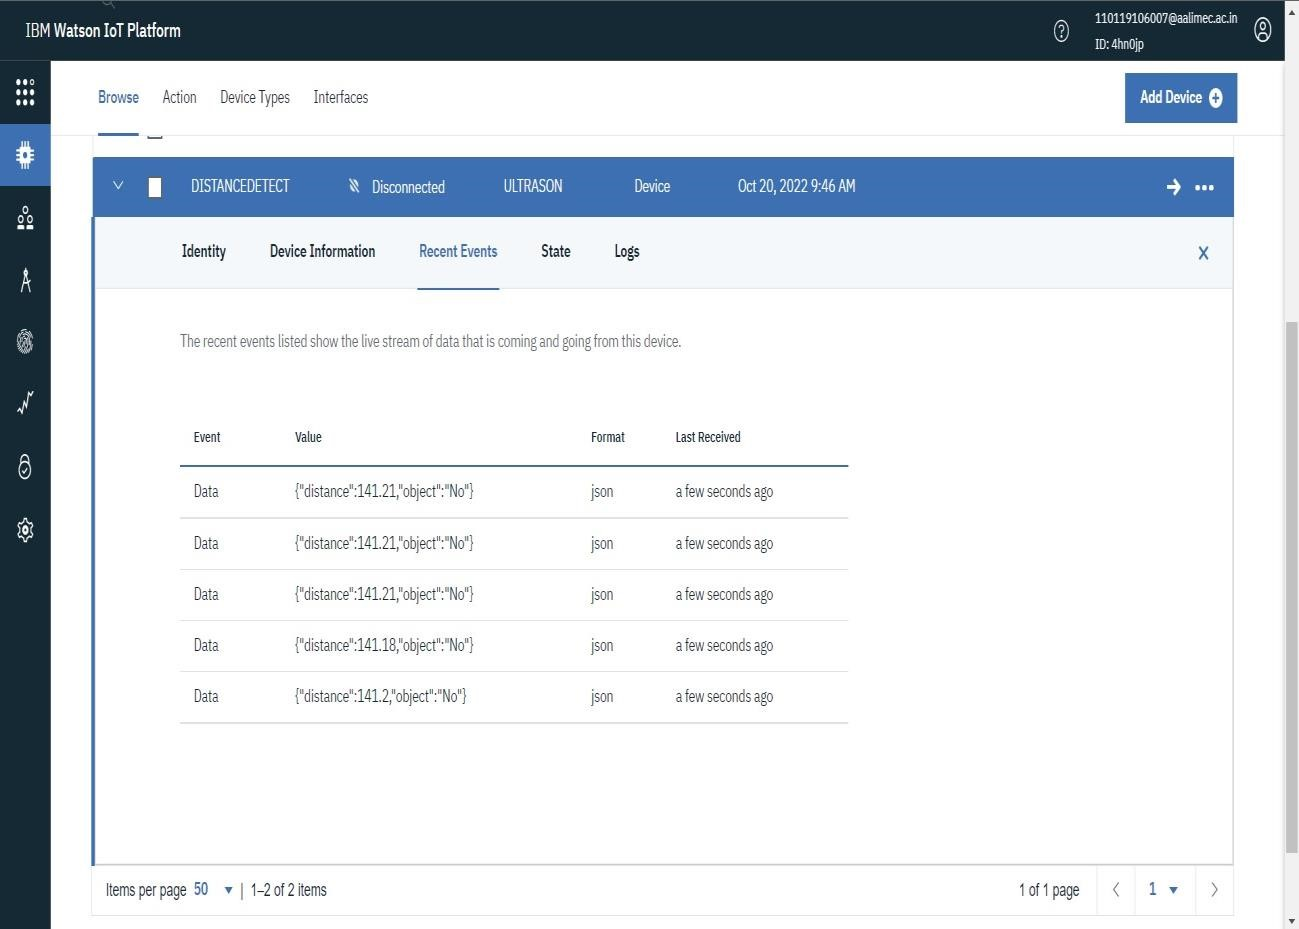 IBM Watson IoT Platform
110119106007@aalimec.ac.in
ID: 4hn0jp
Browse Action Device Types Interfaces
Add Device
DISTANCEDETECT Disconnected ULTRASON Device Oct 20, 2022 9:46 AM
Identity Device Information Recent Events State Logs X
The recent events listed show the live stream of data that is coming and going from this device.
Event Value Format Last Received
Data {"distance":141.21,"object":"No"} json a few seconds ago
Data {"distance":141.21,"object":"No"} json a few seconds ago
Data {"distance":141.21,"object":"No"} json a few seconds ago
Data {"distance":141.18,"object":"No"} json a few seconds ago
Data {"distance":141.2,"object":"No"} json a few seconds ago
Items per page 50 | 1–2 of 2 items 1 of 1 page 1